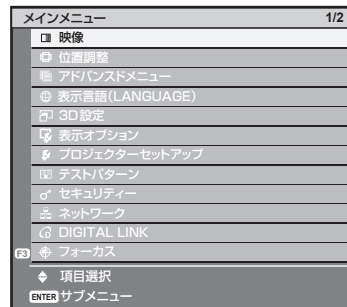 メインメニュー 1/2
映像
位置調整
アドバンスドメニュー
表示言語(LANGUAGE)
3D設定
表示オプション
プロジェクターセットアップ
テストパターン
セキュリティー
ネットワーク
DIGITAL LINK
F3 フォーカス
項目選択
ENTER サブメニュー